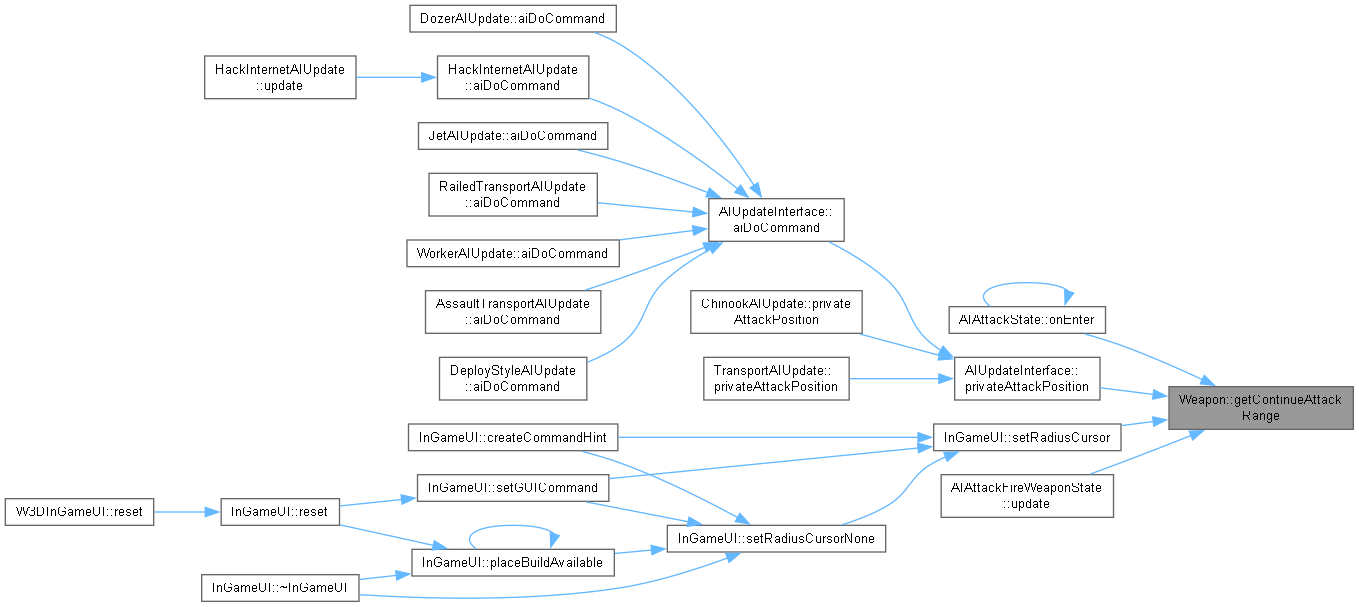 DozerAIUpdate::aiDoCommand
HackInternetAIUpdate
::update
HackInternetAIUpdate
::aiDoCommand
JetAIUpdate::aiDoCommand
RailedTransportAIUpdate
::aiDoCommand
AIUpdateInterface::
aiDoCommand
WorkerAIUpdate::aiDoCommand
AssaultTransportAIUpdate
::aiDoCommand
ChinookAIUpdate::private
AttackPosition
AIAttackState::onEnter
DeployStyleAIUpdate
::aiDoCommand
TransportAIUpdate::
privateAttackPosition
AIUpdateInterface::
privateAttackPosition
Weapon::getContinueAttack
Range
InGameUI::createCommandHint
InGameUI::setRadiusCursor
InGameUI::setGUICommand
AIAttackFireWeaponState
::update
W3DInGameUI::reset
InGameUI::reset
InGameUI::setRadiusCursorNone
InGameUI::placeBuildAvailable
InGameUI::~InGameUI